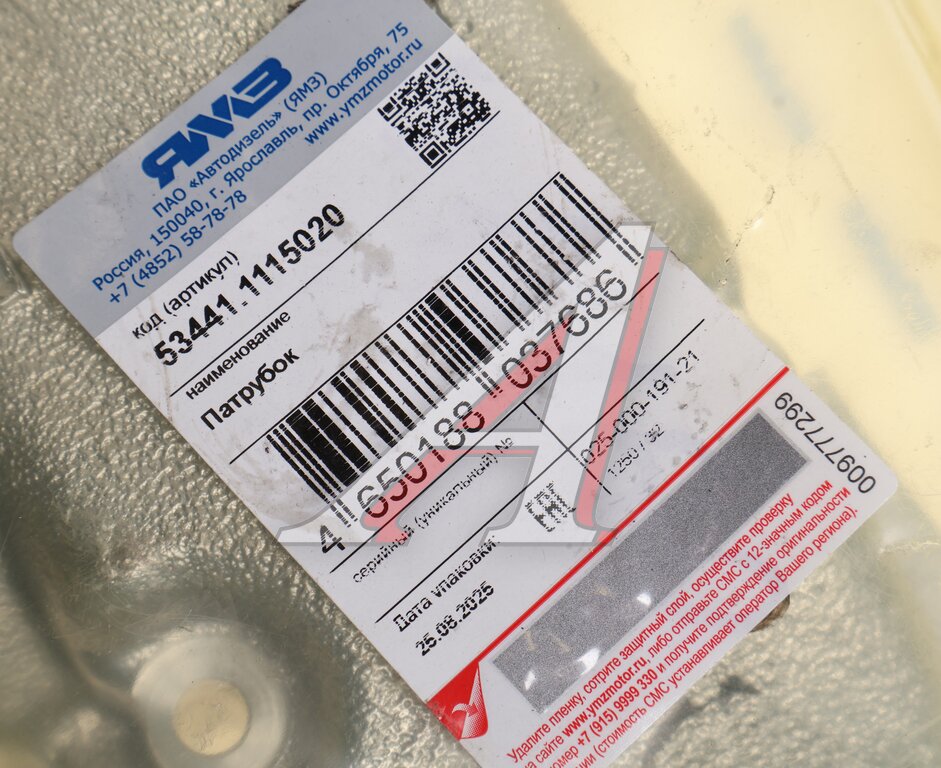 ЯМЗ
ПАО «Автодизель» (ЯМЗ)
Россия, 150040, г. Ярославль, пр. Октября, 75
+7 (4852) 58-78-78
www.ymzmotor.ru
код (артикул)
53441.1115020
наименование
Патрубок
4 650188 037686
серийный (уникальный) №
025-000-191-21
1250 / 32
Дата упаковки:
25.08.2025
EAC
009777299
Удалите пленку, сотрите защитный слой, осуществите проверку
на сайте www.ymzmotor.ru, либо отправьте СМС с 12-значным кодом
номер +7 (915) 9999 330 и получите подтверждение оригинальности
(стоимость СМС устанавливает оператор Вашего региона).